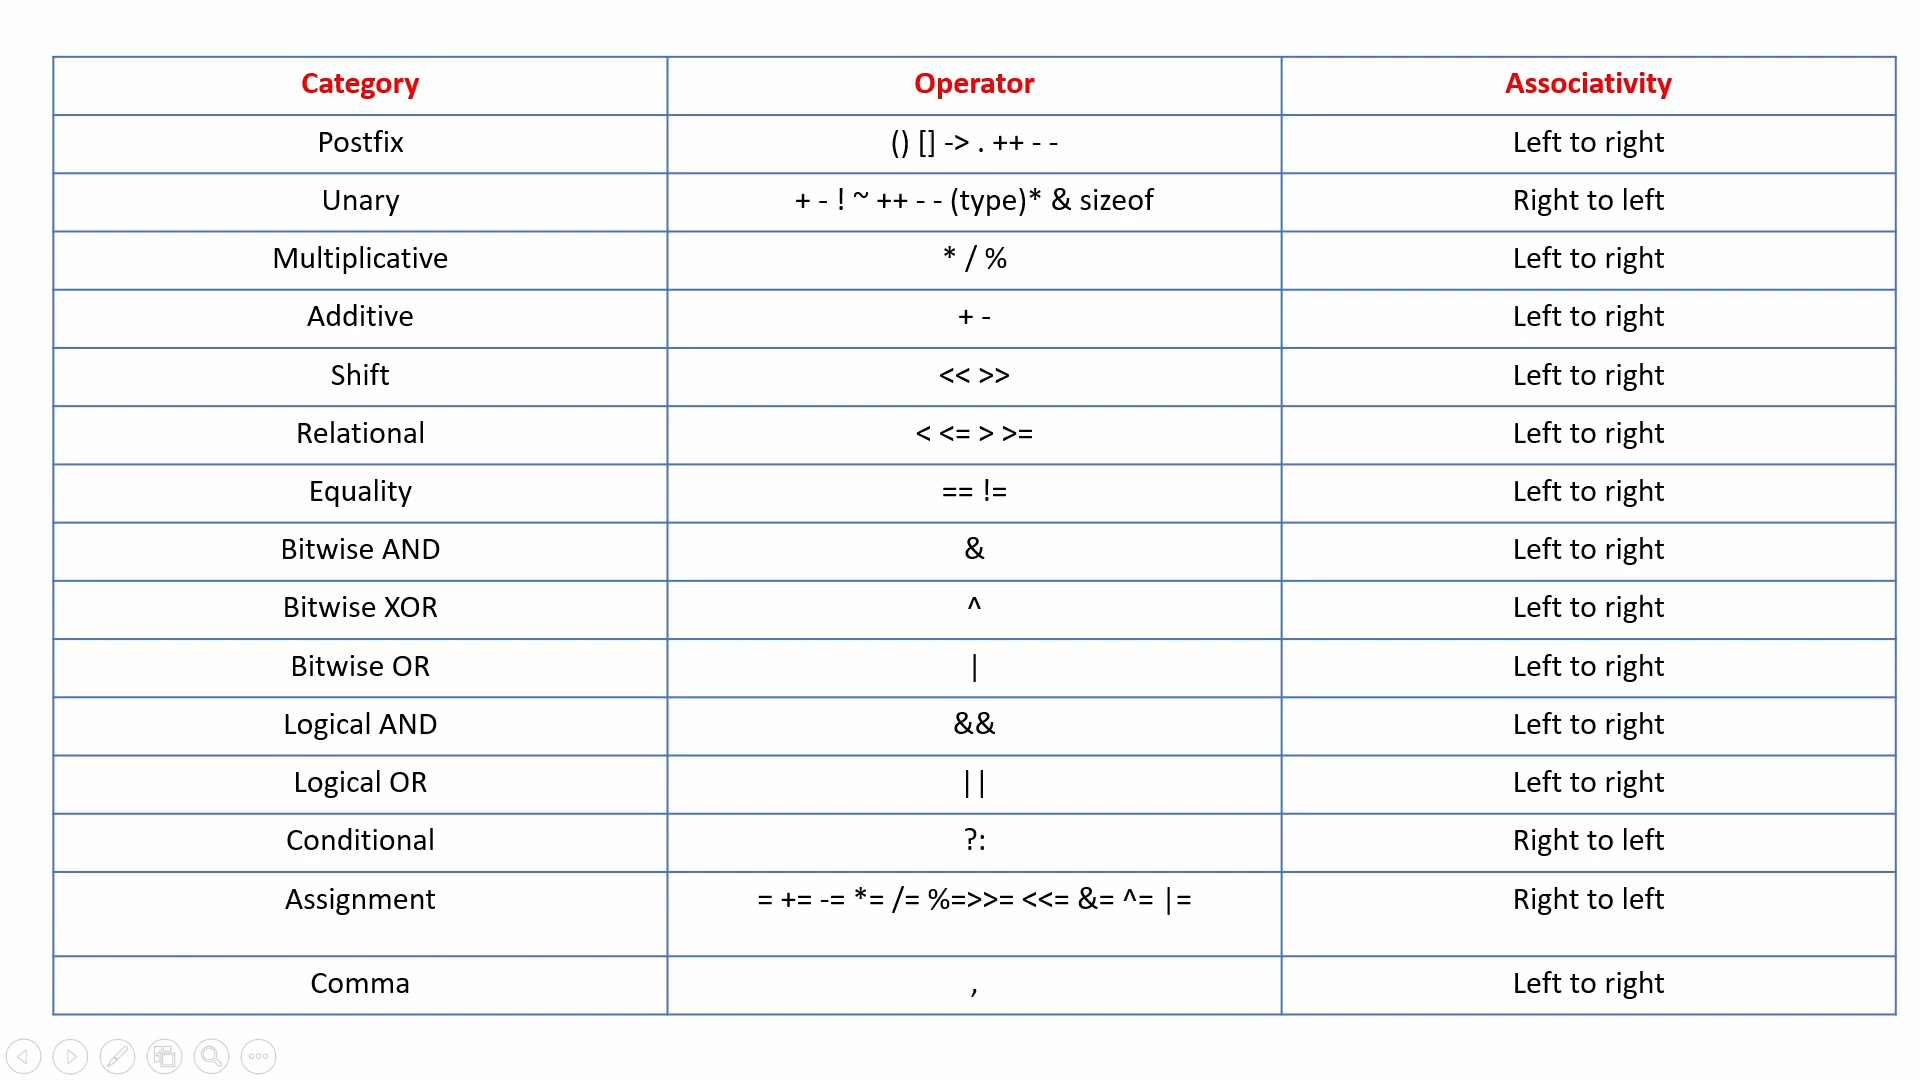 Category Operator Associativity
Postfix () [] -> . ++ - - Left to right
Unary + - ! ~ ++ - - (type)* & sizeof Right to left
Multiplicative * / % Left to right
Additive + - Left to right
Shift << >> Left to right
Relational < <= > >= Left to right
Equality == != Left to right
Bitwise AND & Left to right
Bitwise XOR ^ Left to right
Bitwise OR | Left to right
Logical AND && Left to right
Logical OR || Left to right
Conditional ?: Right to left
Assignment = += -= *= /= %=>>= <<= &= ^= |= Right to left
Comma , Left to right